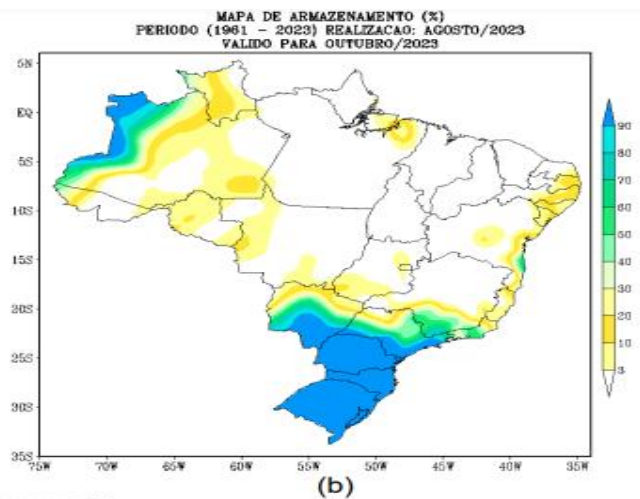 MAPA DE ARMAZENAMENTO (%)
PERIODO (1961 - 2023) REALIZACAO: AGOSTO/2023
VALIDO PARA OUTUBRO/2023
5N
EQ
5S
10S
15S
20S
25S
30S
35S
75W 70W 65W 60W 55W 50W 45W 40W 35W
90
80
70
60
50
40
30
20
10
3
(b)